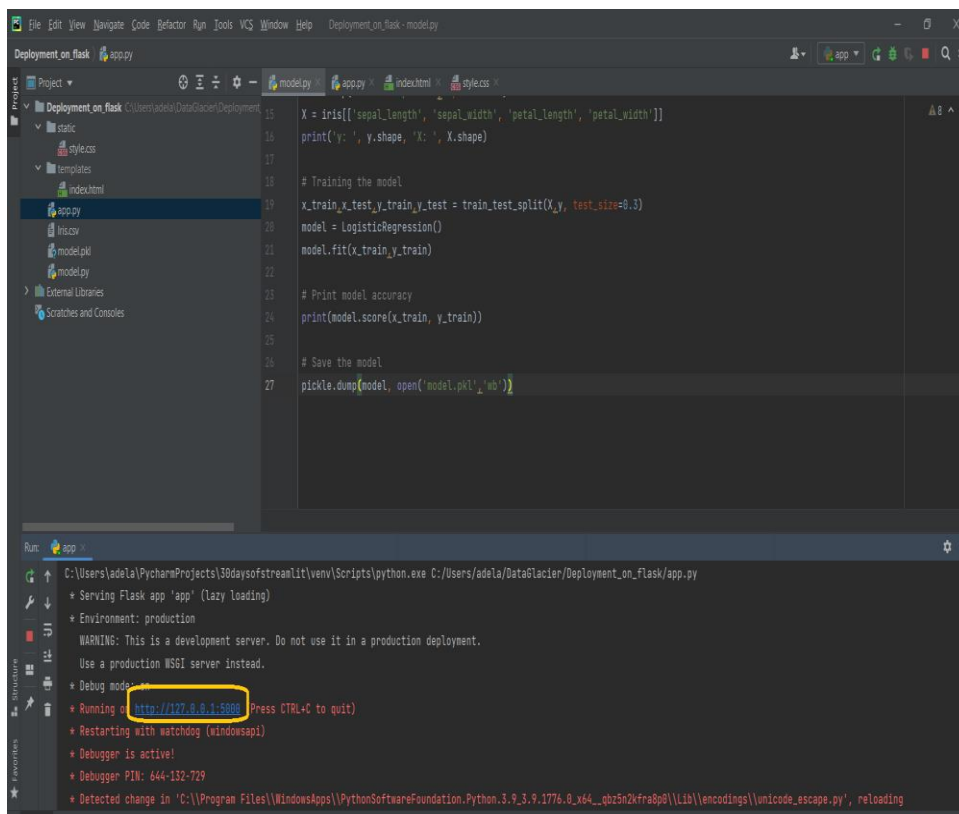 File Edit View Navigate Code Refactor Run Tools VCS Window Help Deployment_on_flask - model.py
Deployment_on_flask app.py app
Project
Project model.py app.py index.html style.css
Deployment_on_flask C:\Users\adela\DataGlacier\Deployment
static
style.css
templates
index.html
app.py
Iris.csv
model.pkl
model.py
External Libraries
Scratches and Consoles
8
15 X = iris[['sepal_length', 'sepal_width', 'petal_length', 'petal_width']]
16 print('y: ', y.shape, 'X: ', X.shape)
17
18 # Training the model
19 x_train,x_test,y_train,y_test = train_test_split(X,y, test_size=0.3)
20 model = LogisticRegression()
21 model.fit(x_train,y_train)
22
23 # Print model accuracy
24 print(model.score(x_train, y_train))
25
26 # Save the model
27 pickle.dump(model, open('model.pkl','wb'))
Run: app
C:\Users\adela\PycharmProjects\30daysofstreamlit\venv\Scripts\python.exe C:/Users/adela/DataGlacier/Deployment_on_flask/app.py
* Serving Flask app 'app' (lazy loading)
* Environment: production
WARNING: This is a development server. Do not use it in a production deployment.
Use a production WSGI server instead.
* Debug mode: on
* Running on http://127.0.0.1:5000 (Press CTRL+C to quit)
* Restarting with watchdog (windowsapi)
* Debugger is active!
* Debugger PIN: 644-132-729
* Detected change in 'C:\\Program Files\\WindowsApps\\PythonSoftwareFoundation.Python.3.9_3.9.1776.0_x64__qbz5n2kfra8p0\\Lib\\encodings\\unicode_escape.py', reloading
Structure
Favorites